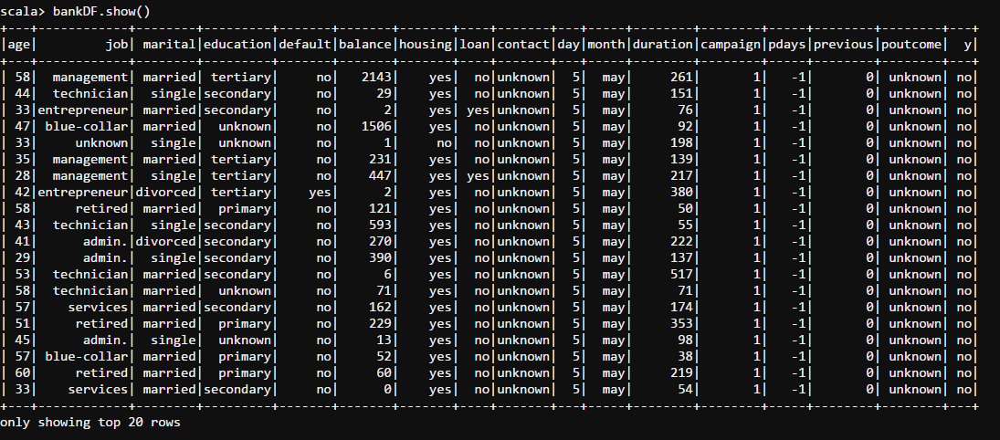 scala> bankDF.show()
+---+------------+--------+---------+-------+-------+-------+----+-------+---+-----+--------+--------+-----+--------+--------+---+
|age|         job| marital|education|default|balance|housing|loan|contact|day|month|duration|campaign|pdays|previous|poutcome|  y|
+---+------------+--------+---------+-------+-------+-------+----+-------+---+-----+--------+--------+-----+--------+--------+---+
| 58|  management| married| tertiary|     no|   2143|    yes|  no|unknown|  5|  may|     261|       1|   -1|       0| unknown| no|
| 44|  technician|  single|secondary|     no|     29|    yes|  no|unknown|  5|  may|     151|       1|   -1|       0| unknown| no|
| 33|entrepreneur| married|secondary|     no|      2|    yes| yes|unknown|  5|  may|      76|       1|   -1|       0| unknown| no|
| 47| blue-collar| married|  unknown|     no|   1506|    yes|  no|unknown|  5|  may|      92|       1|   -1|       0| unknown| no|
| 33|     unknown|  single|  unknown|     no|      1|     no|  no|unknown|  5|  may|     198|       1|   -1|       0| unknown| no|
| 35|  management| married| tertiary|     no|    231|    yes|  no|unknown|  5|  may|     139|       1|   -1|       0| unknown| no|
| 28|  management|  single| tertiary|     no|    447|    yes| yes|unknown|  5|  may|     217|       1|   -1|       0| unknown| no|
| 42|entrepreneur|divorced| tertiary|    yes|      2|    yes|  no|unknown|  5|  may|     380|       1|   -1|       0| unknown| no|
| 58|     retired| married|  primary|     no|    121|    yes|  no|unknown|  5|  may|      50|       1|   -1|       0| unknown| no|
| 43|  technician|  single|secondary|     no|    593|    yes|  no|unknown|  5|  may|      55|       1|   -1|       0| unknown| no|
| 41|      admin.|divorced|secondary|     no|    270|    yes|  no|unknown|  5|  may|     222|       1|   -1|       0| unknown| no|
| 29|      admin.|  single|secondary|     no|    390|    yes|  no|unknown|  5|  may|     137|       1|   -1|       0| unknown| no|
| 53|  technician| married|secondary|     no|      6|    yes|  no|unknown|  5|  may|     517|       1|   -1|       0| unknown| no|
| 58|  technician| married|  unknown|     no|     71|    yes|  no|unknown|  5|  may|      71|       1|   -1|       0| unknown| no|
| 57|    services| married|secondary|     no|    162|    yes|  no|unknown|  5|  may|     174|       1|   -1|       0| unknown| no|
| 51|     retired| married|  primary|     no|    229|    yes|  no|unknown|  5|  may|     353|       1|   -1|       0| unknown| no|
| 45|      admin.|  single|  unknown|     no|     13|    yes|  no|unknown|  5|  may|      98|       1|   -1|       0| unknown| no|
| 57| blue-collar| married|  primary|     no|     52|    yes|  no|unknown|  5|  may|      38|       1|   -1|       0| unknown| no|
| 60|     retired| married|  primary|     no|     60|    yes|  no|unknown|  5|  may|     219|       1|   -1|       0| unknown| no|
| 33|    services| married|secondary|     no|      0|    yes|  no|unknown|  5|  may|      54|       1|   -1|       0| unknown| no|
+---+------------+--------+---------+-------+-------+-------+----+-------+---+-----+--------+--------+-----+--------+--------+---+
only showing top 20 rows